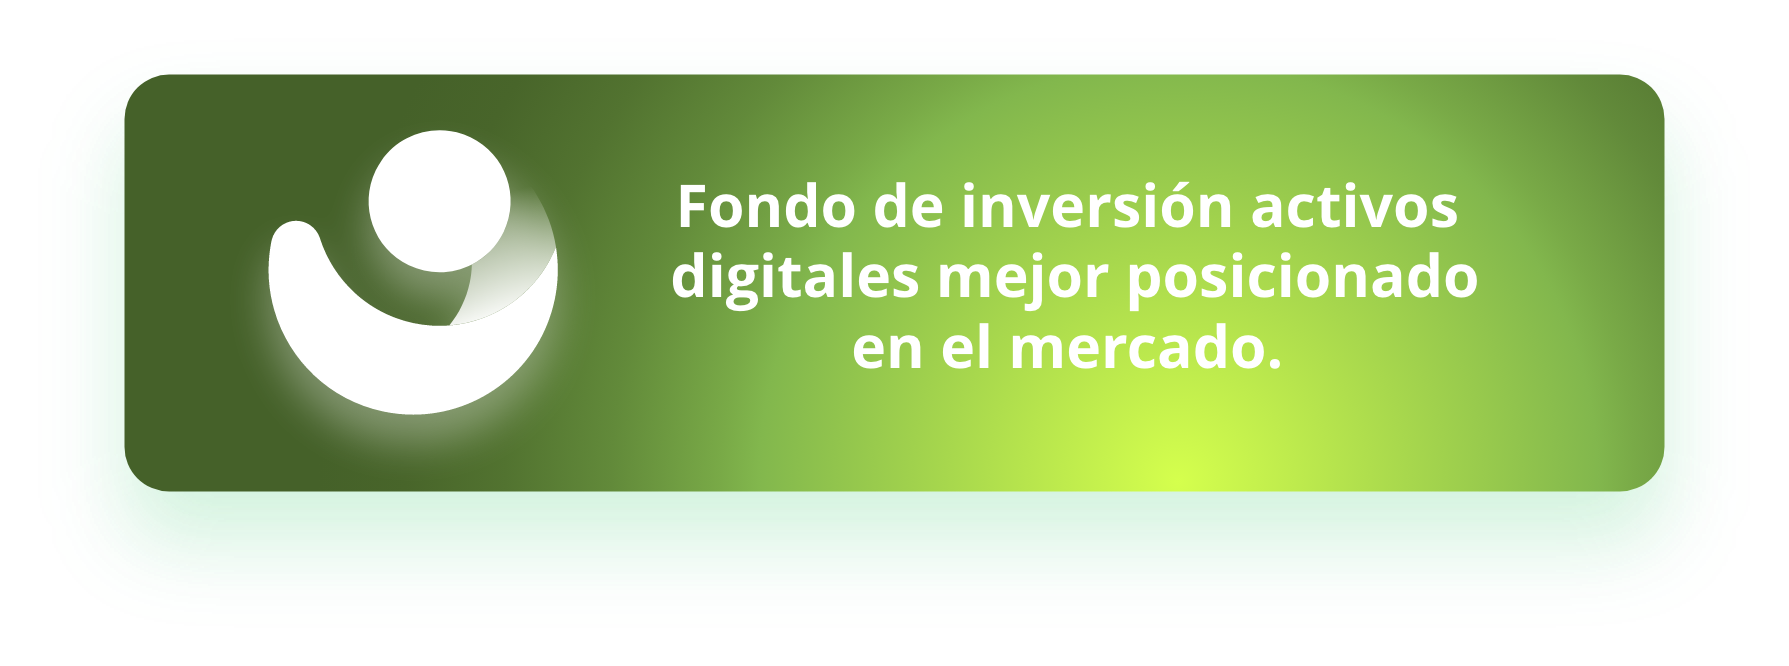 Fondo de inversión activos
digitales mejor posicionado
en el mercado.